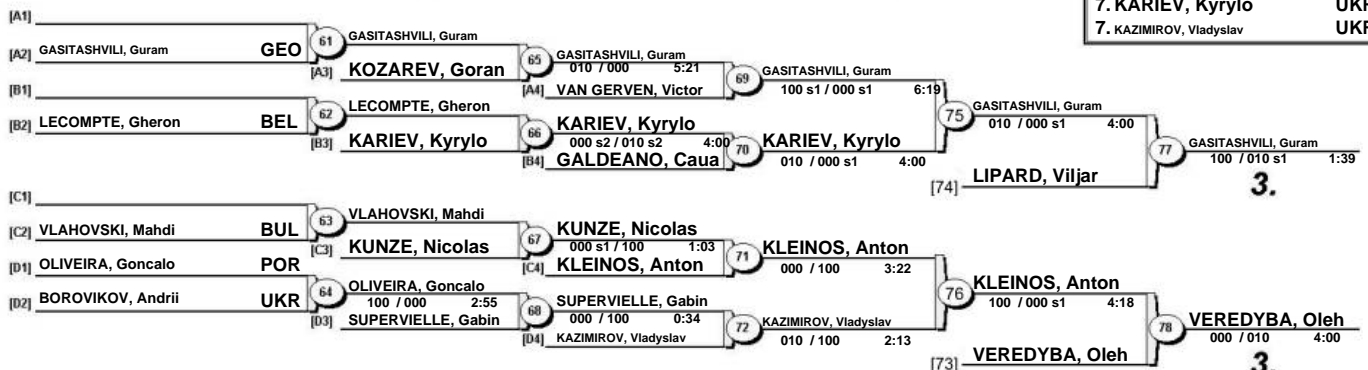 7. KARIEV, Kyrylo UKR
7. KAZIMIROV, Vladyslav UKR
[A1]
[A2] GASITASHVILI, Guram GEO
61 GASITASHVILI, Guram
[A3] KOZAREV, Goran
65 GASITASHVILI, Guram
010 / 000 5:21
[A4] VAN GERVEN, Victor
69 GASITASHVILI, Guram
100 s1 / 000 s1 6:19
[B1]
[B2] LECOMPTE, Gheron BEL
62 LECOMPTE, Gheron
[B3] KARIEV, Kyrylo
66 KARIEV, Kyrylo
000 s2 / 010 s2 4:00
[B4] GALDEANO, Caua
70 KARIEV, Kyrylo
010 / 000 s1 4:00
75 GASITASHVILI, Guram
010 / 000 s1 4:00
[74] LIPARD, Viljar
77 GASITASHVILI, Guram
100 / 010 s1 1:39
3.
[C1]
[C2] VLAHOVSKI, Mahdi BUL
63 VLAHOVSKI, Mahdi
[C3] KUNZE, Nicolas
67 KUNZE, Nicolas
000 s1 / 100 1:03
[C4] KLEINOS, Anton
71 KLEINOS, Anton
000 / 100 3:22
[D1] OLIVEIRA, Goncalo POR
[D2] BOROVIKOV, Andrii UKR
64 OLIVEIRA, Goncalo
100 / 000 2:55
[D3] SUPERVIELLE, Gabin
68 SUPERVIELLE, Gabin
000 / 100 0:34
[D4] KAZIMIROV, Vladyslav
72 KAZIMIROV, Vladyslav
010 / 100 2:13
76 KLEINOS, Anton
100 / 000 s1 4:18
[73] VEREDYBA, Oleh
78 VEREDYBA, Oleh
000 / 010 4:00
3.